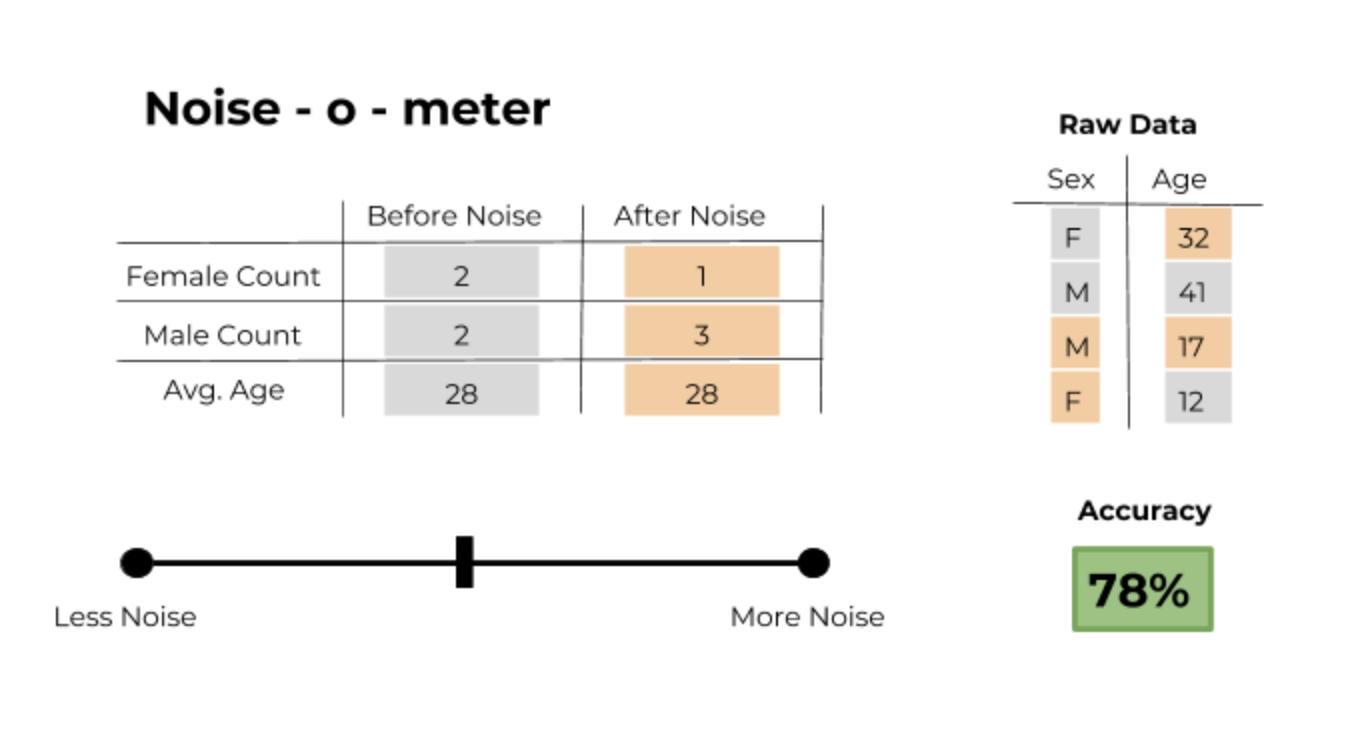 Noise - o - meter
Before Noise After Noise
Female Count 2 1
Male Count 2 3
Avg. Age 28 28
Less Noise More Noise
Raw Data
Sex Age
F 32
M 41
M 17
F 12
Accuracy
78%